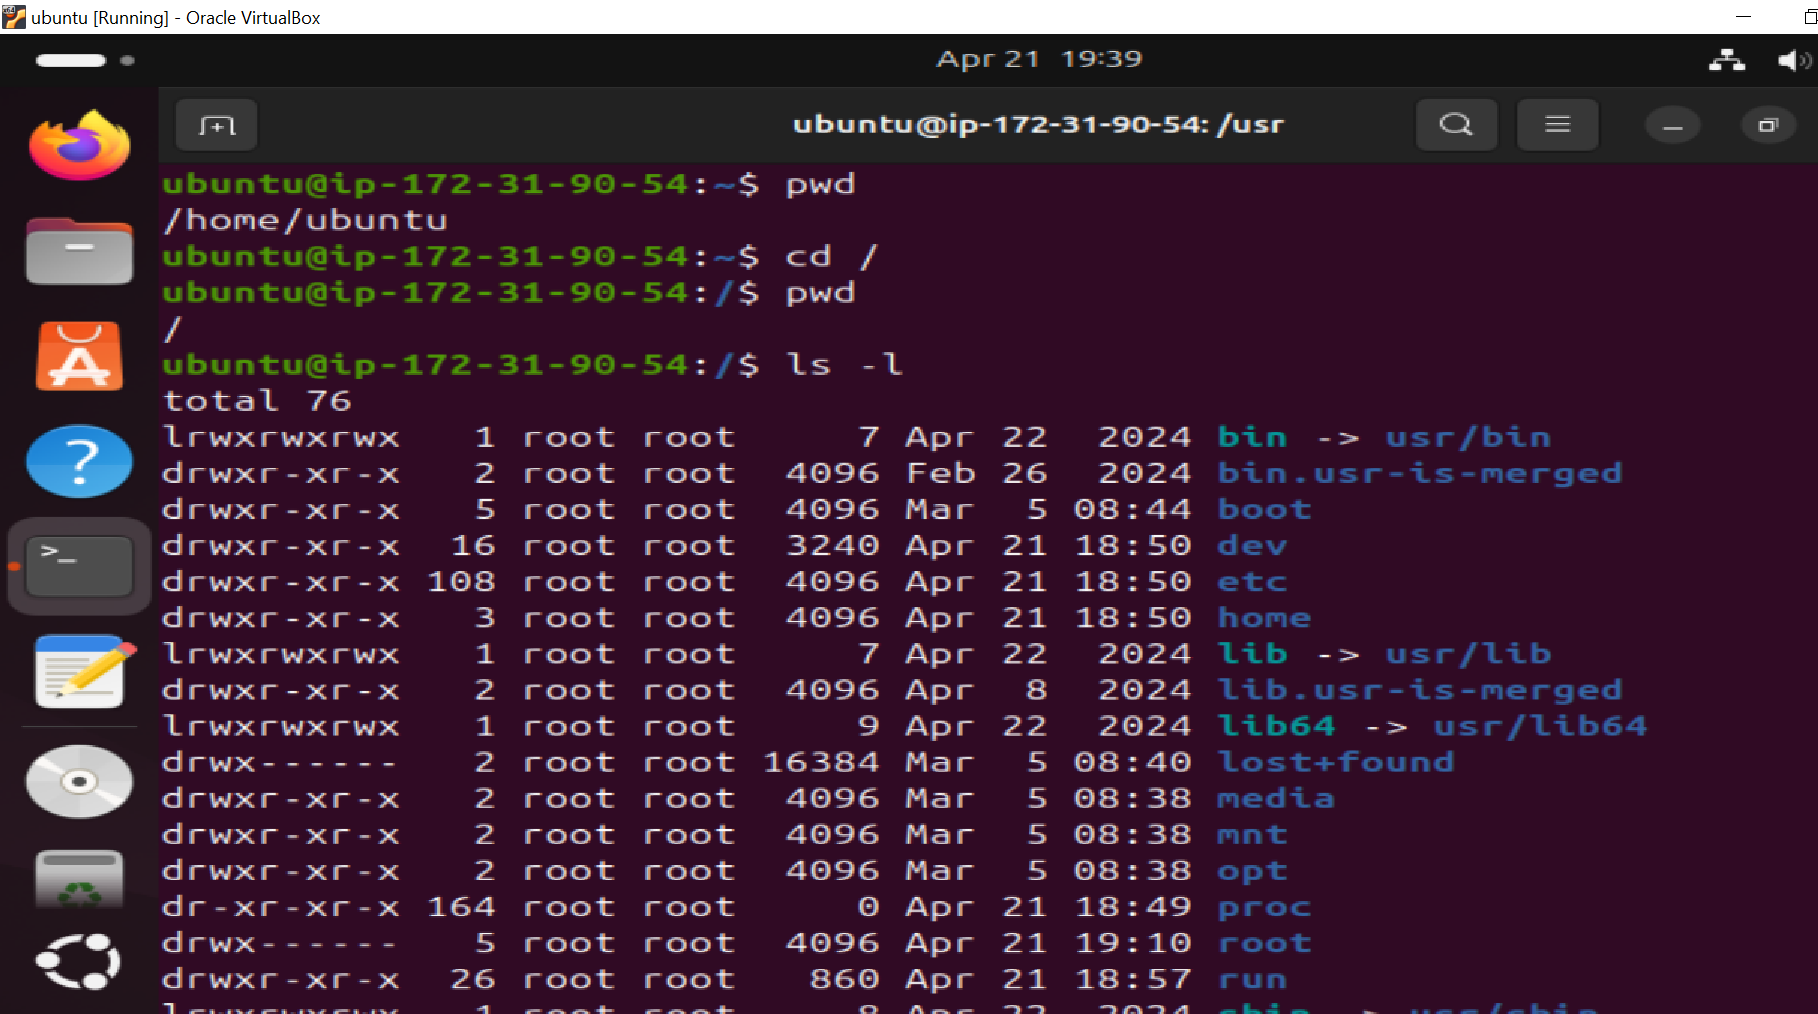 ubuntu [Running] - Oracle VirtualBox
Apr 21 19:39
ubuntu@ip-172-31-90-54: /usr
ubuntu@ip-172-31-90-54:~$ pwd
/home/ubuntu
ubuntu@ip-172-31-90-54:~$ cd /
ubuntu@ip-172-31-90-54:/$ pwd
/
ubuntu@ip-172-31-90-54:/$ ls -l
total 76
lrwxrwxrwx   1 root root     7 Apr 22  2024 bin -> usr/bin
drwxr-xr-x   2 root root  4096 Feb 26  2024 bin.usr-is-merged
drwxr-xr-x   5 root root  4096 Mar  5 08:44 boot
drwxr-xr-x  16 root root  3240 Apr 21 18:50 dev
drwxr-xr-x 108 root root  4096 Apr 21 18:50 etc
drwxr-xr-x   3 root root  4096 Apr 21 18:50 home
lrwxrwxrwx   1 root root     7 Apr 22  2024 lib -> usr/lib
drwxr-xr-x   2 root root  4096 Apr  8  2024 lib.usr-is-merged
lrwxrwxrwx   1 root root     9 Apr 22  2024 lib64 -> usr/lib64
drwx------   2 root root 16384 Mar  5 08:40 lost+found
drwxr-xr-x   2 root root  4096 Mar  5 08:38 media
drwxr-xr-x   2 root root  4096 Mar  5 08:38 mnt
drwxr-xr-x   2 root root  4096 Mar  5 08:38 opt
dr-xr-xr-x 164 root root     0 Apr 21 18:49 proc
drwx------   5 root root  4096 Apr 21 19:10 root
drwxr-xr-x  26 root root   860 Apr 21 18:57 run
lrwxrwxrwx   1 root root     8 Apr 22  2024 sbin -> usr/sbin